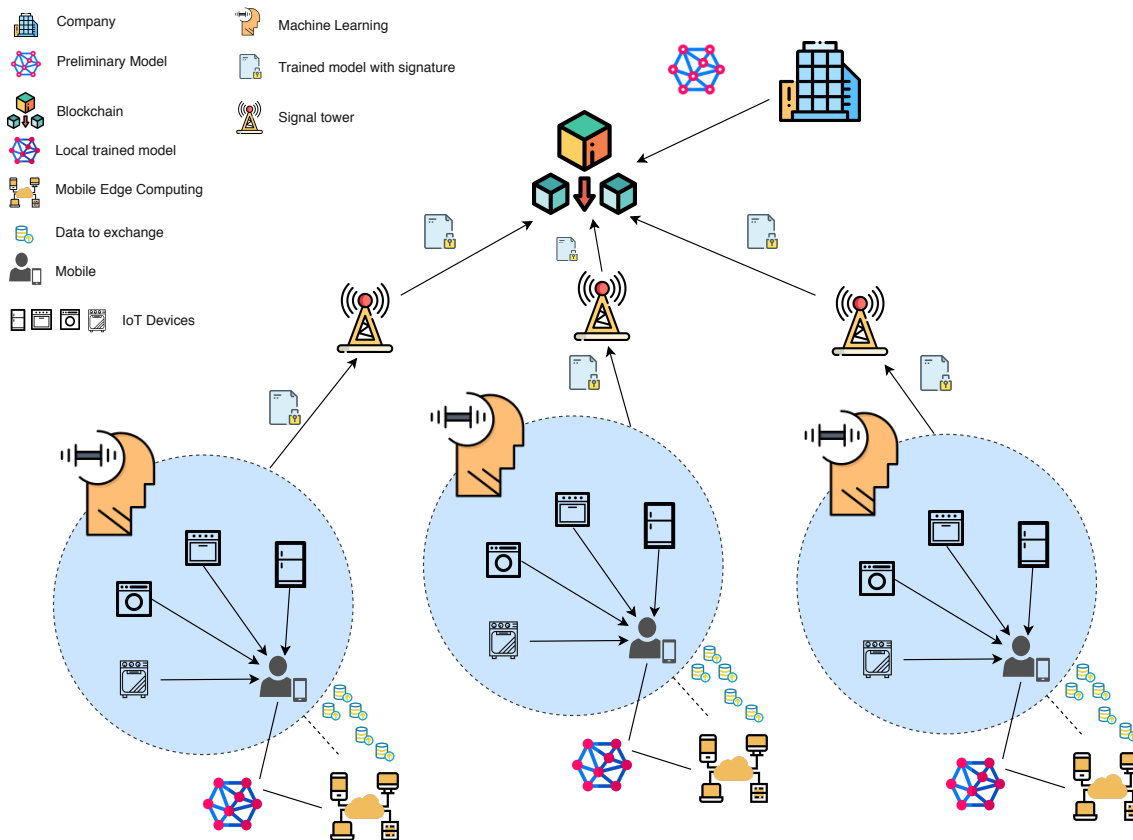 Company
Preliminary Model
Blockchain
Local trained model
Mobile Edge Computing
Data to exchange
Mobile
IoT Devices
Machine Learning
Trained model with signature
Signal tower